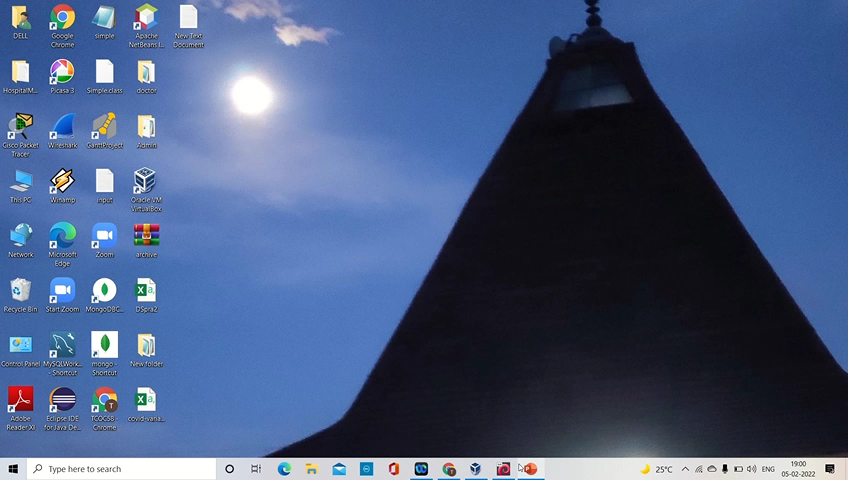 DELL
Google
Chrome
simple
Apache
NetBeans I...
New Text
Document
HospitalM...
Picasa 3
Simple.class
doctor
Cisco Packet
Tracer
Wiresnark
GanttProject
Admin
This PC
Winamp
input
Oracle VM
VirtualBox
Network
Microsoft
Edge
Zoom
archive
Recycle Bin
Start Zoom
MongoDBC...
DSpra2
Control Panel
MySQLWork...
- Shortcut
mongo -
Shortcut
New folder
Adobe
Reader XI
Eclipse IDE
for Java De...
TCOC58 -
Chrome
covid-varia...
Type here to search
25°C
ENG
19:00
05-02-2022